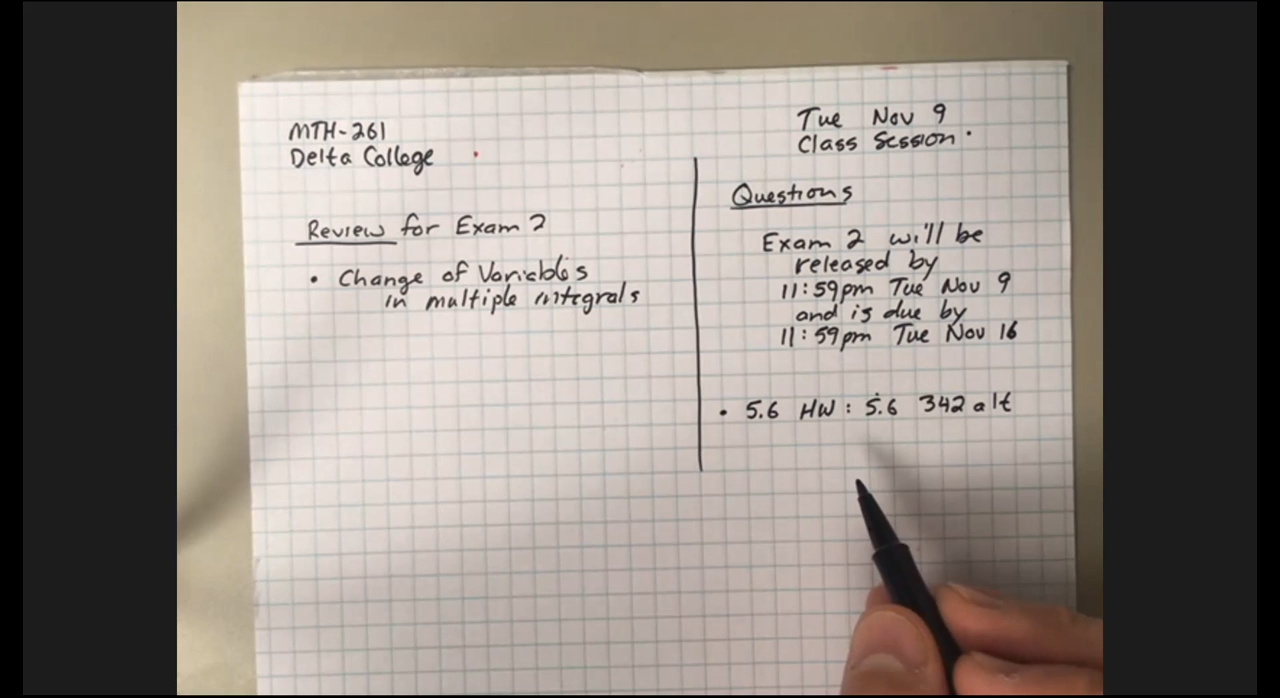 MTH-261
Delta College
Review for Exam 2
• Change of Variables
in multiple integrals
Tue Nov 9
Class Session
Questions
Exam 2 will be
released by
11:59pm Tue Nov 9
and is due by
11:59pm Tue Nov 16
• 5.6 HW: 5.6 342 alt